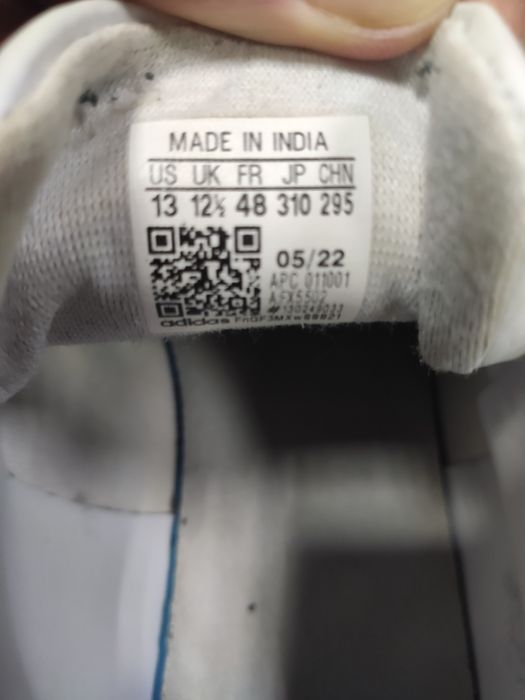 MADE IN INDIA
US UK FR JP CHN
13 12½ 48 310 295
05/22
APC 011001
adidas